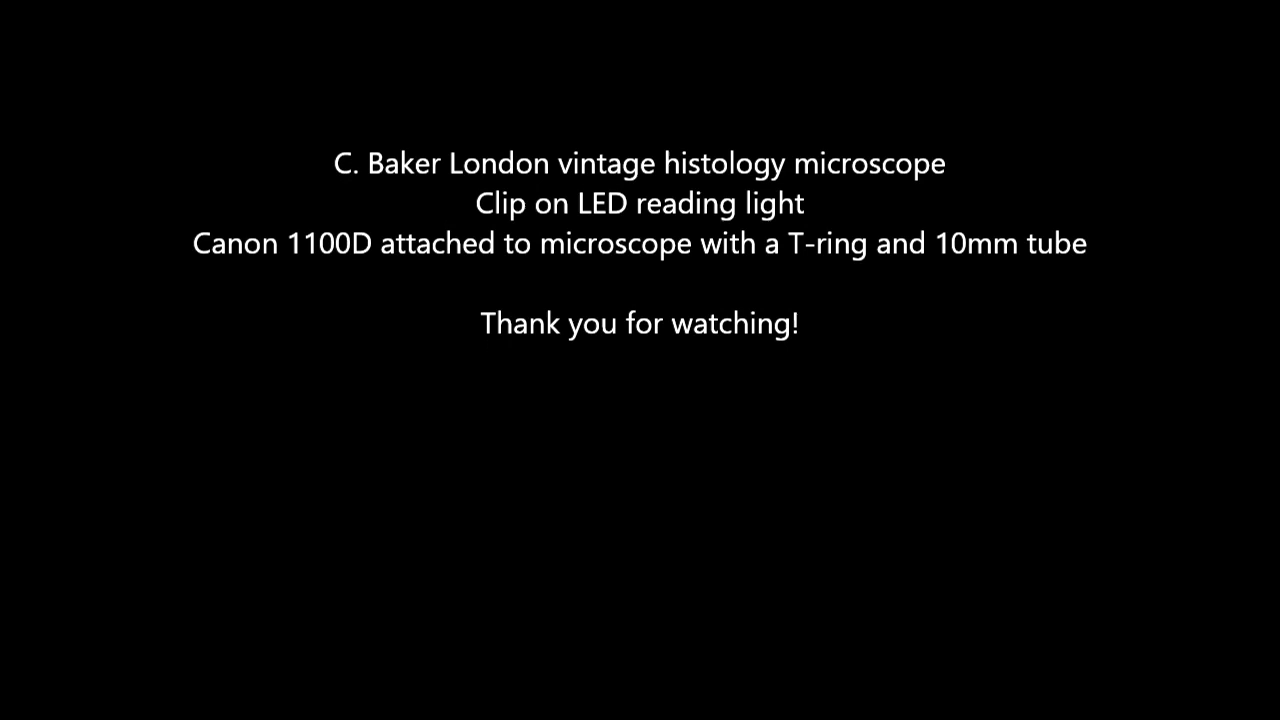 C. Baker London vintage histology microscope
Clip on LED reading light
Canon 1100D attached to microscope with a T-ring and 10mm tube
Thank you for watching!